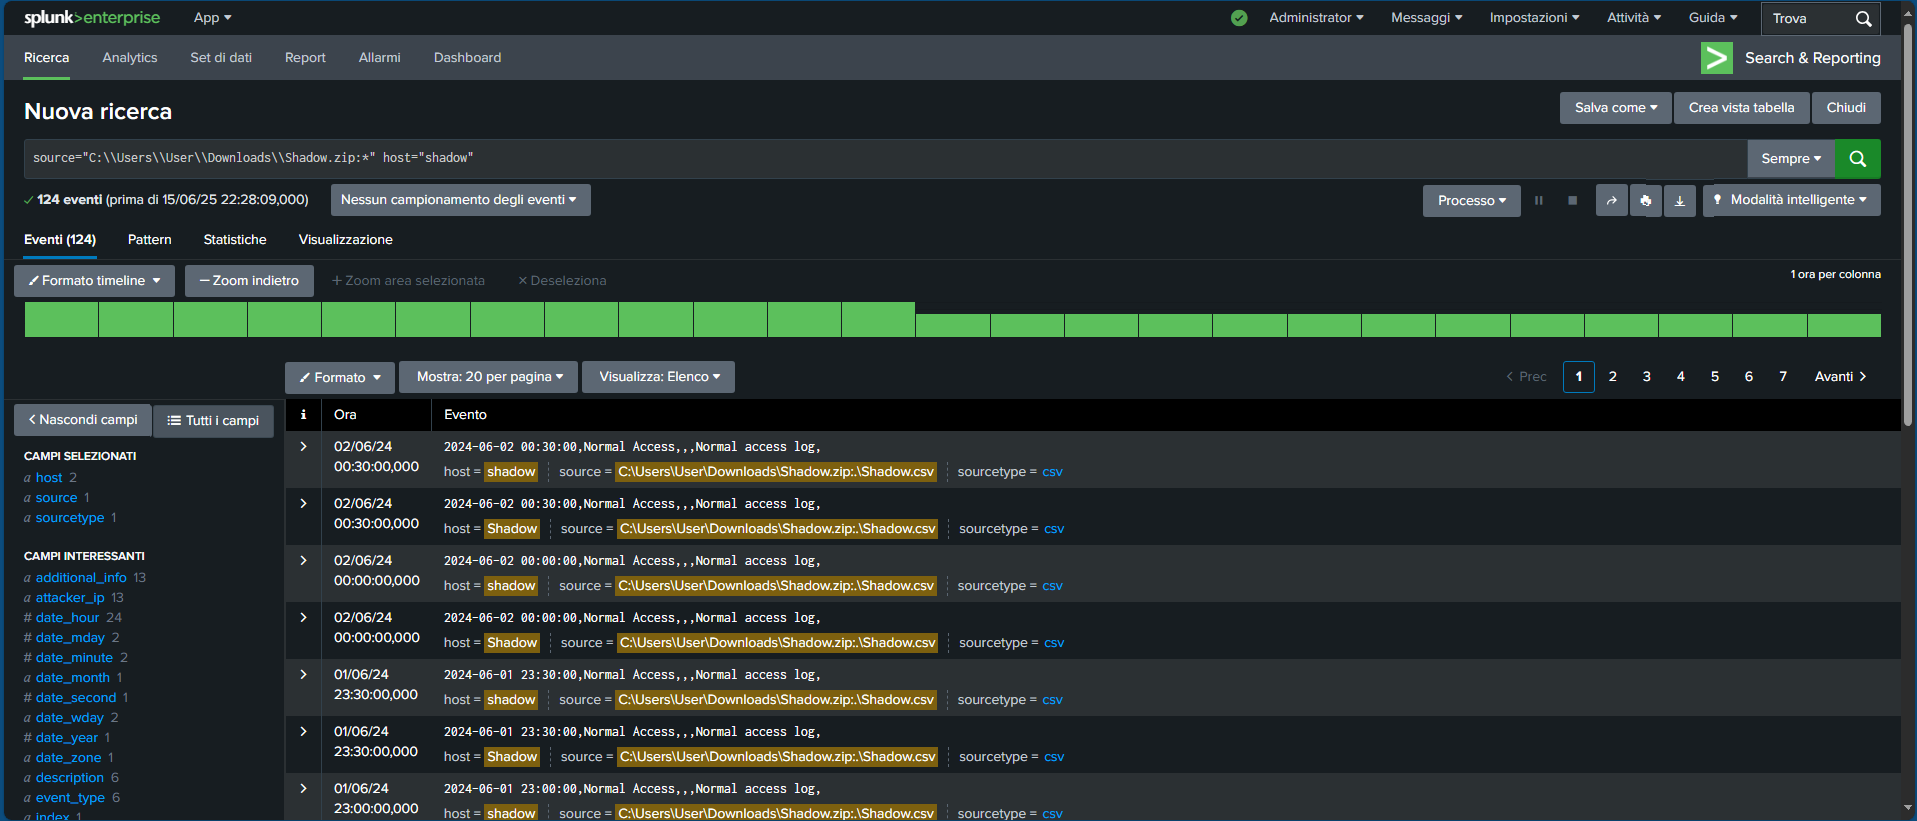 splunk>enterprise App Administrator Messaggi Impostazioni Attività Guida Trova
Ricerca Analytics Set di dati Report Allarmi Dashboard Search & Reporting
Nuova ricerca Salva come Crea vista tabella Chiudi
source="C:\\Users\\User\\Downloads\\Shadow.zip:*" host="shadow" Sempre
124 eventi (prima di 15/06/25 22:28:09,000) Nessun campionamento degli eventi Processo Modalità intelligente
Eventi (124) Pattern Statistiche Visualizzazione
Formato timeline — Zoom indietro + Zoom area selezionata × Deseleziona 1 ora per colonna
Formato Mostra: 20 per pagina Visualizza: Elenco < Prec 1 2 3 4 5 6 7 Avanti >
< Nascondi campi Tutti i campi
CAMPI SELEZIONATI
a host 2
a source 1
a sourcetype 1
CAMPI INTERESSANTI
a additional_info 13
a attacker_ip 13
# date_hour 24
# date_mday 2
# date_minute 2
a date_month 1
# date_second 1
a date_wday 2
# date_year 1
a date_zone 1
a description 6
a event_type 6
a index 1
i Ora Evento
> 02/06/24 2024-06-02 00:30:00,Normal Access,,,Normal access log,
00:30:00,000 host = shadow source = C:\Users\User\Downloads\Shadow.zip:.\Shadow.csv sourcetype = csv
> 02/06/24 2024-06-02 00:30:00,Normal Access,,,Normal access log,
00:30:00,000 host = Shadow source = C:\Users\User\Downloads\Shadow.zip:.\Shadow.csv sourcetype = csv
> 02/06/24 2024-06-02 00:00:00,Normal Access,,,Normal access log,
00:00:00,000 host = shadow source = C:\Users\User\Downloads\Shadow.zip:.\Shadow.csv sourcetype = csv
> 02/06/24 2024-06-02 00:00:00,Normal Access,,,Normal access log,
00:00:00,000 host = Shadow source = C:\Users\User\Downloads\Shadow.zip:.\Shadow.csv sourcetype = csv
> 01/06/24 2024-06-01 23:30:00,Normal Access,,,Normal access log,
23:30:00,000 host = shadow source = C:\Users\User\Downloads\Shadow.zip:.\Shadow.csv sourcetype = csv
> 01/06/24 2024-06-01 23:30:00,Normal Access,,,Normal access log,
23:30:00,000 host = Shadow source = C:\Users\User\Downloads\Shadow.zip:.\Shadow.csv sourcetype = csv
> 01/06/24 2024-06-01 23:00:00,Normal Access,,,Normal access log,
23:00:00,000 host = shadow source = C:\Users\User\Downloads\Shadow.zip:.\Shadow.csv sourcetype = csv